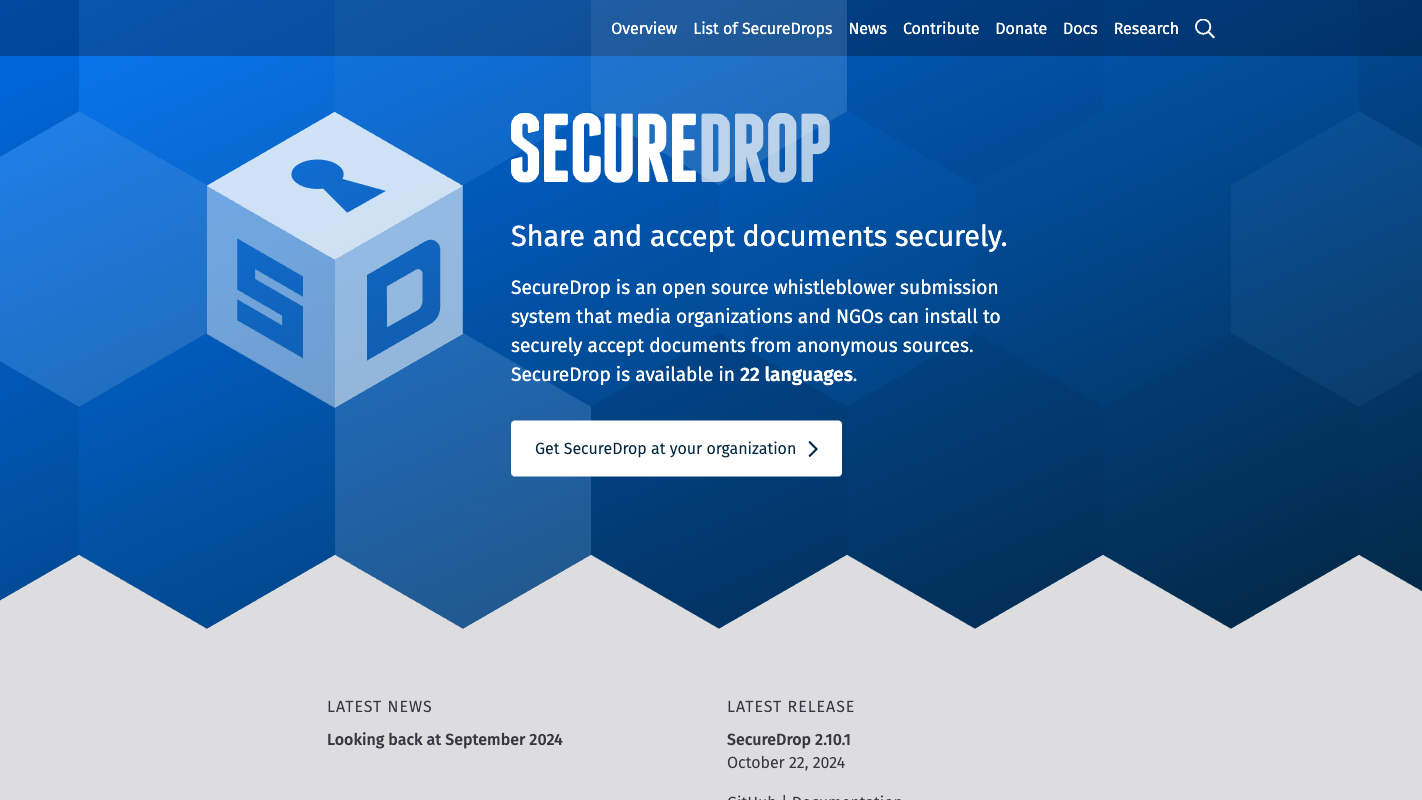 Overview List of SecureDrops News Contribute Donate Docs Research
SD
SECUREDROP
Share and accept documents securely.
SecureDrop is an open source whistleblower submission
system that media organizations and NGOs can install to
securely accept documents from anonymous sources.
SecureDrop is available in 22 languages.
Get SecureDrop at your organization
LATEST NEWS
Looking back at September 2024
LATEST RELEASE
SecureDrop 2.10.1
October 22, 2024
GitHub | Documentation